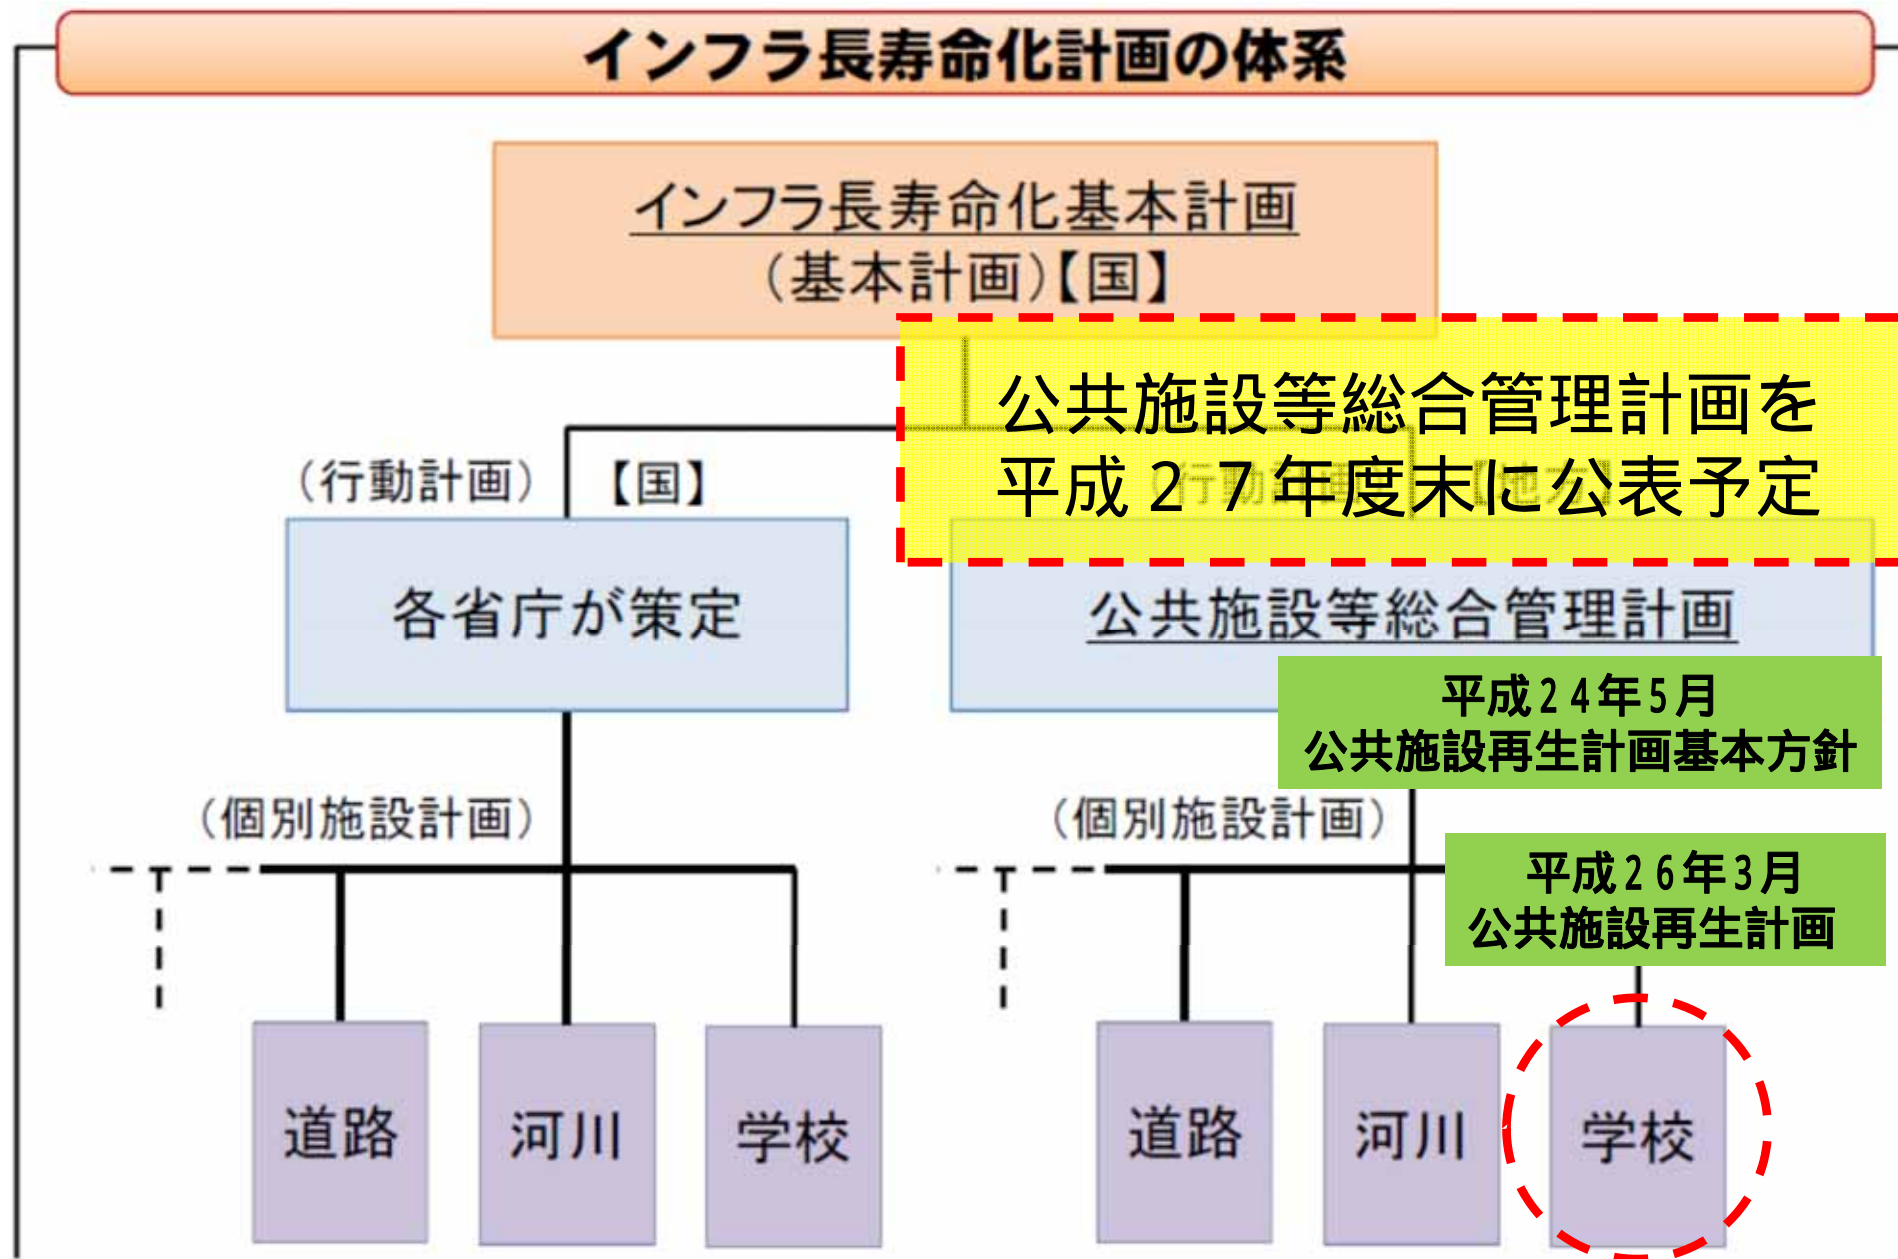 インフラ長寿命化計画の体系
インフラ長寿命化基本計画
(基本計画)【国】
公共施設等総合管理計画を
平成27年度末に公表予定
(行動計画) 【国】
(行動計画) 【地方】
各省庁が策定
公共施設等総合管理計画
平成24年5月
公共施設再生計画基本方針
(個別施設計画)
(個別施設計画)
平成26年3月
公共施設再生計画
道路
河川
学校
道路
河川
学校